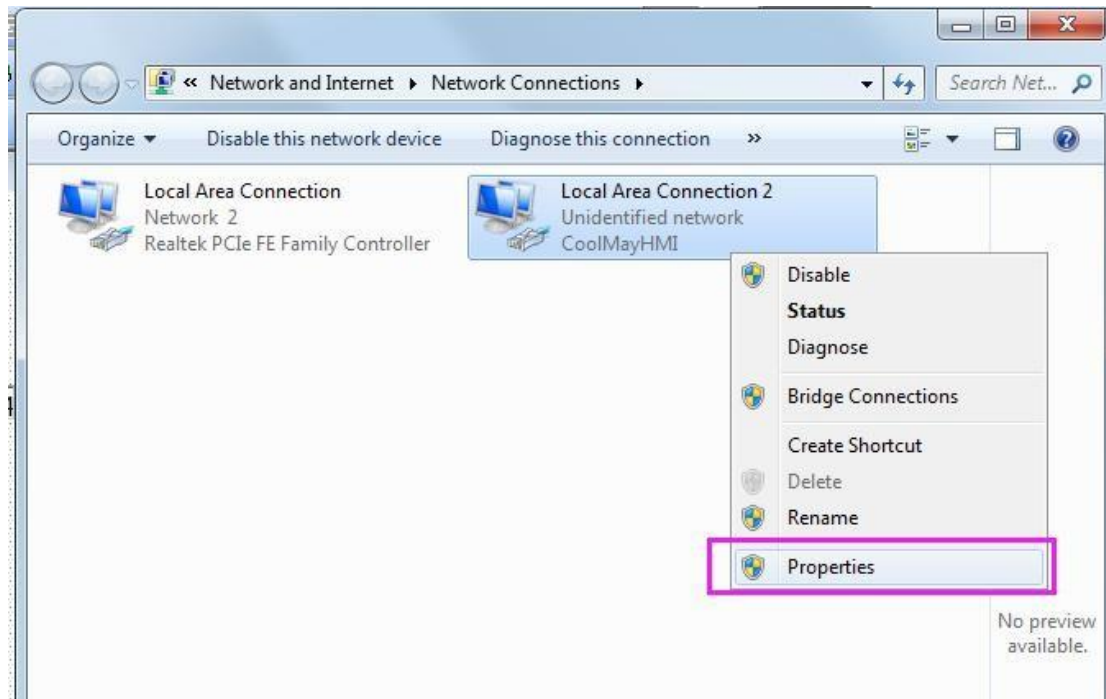 « Network and Internet ▸ Network Connections ▸
Search Net...
Organize ▾ Disable this network device Diagnose this connection »
Local Area Connection
Network 2
Realtek PCIe FE Family Controller
Local Area Connection 2
Unidentified network
CoolMayHMI
Disable
Status
Diagnose
Bridge Connections
Create Shortcut
Delete
Rename
Properties
No preview
available.